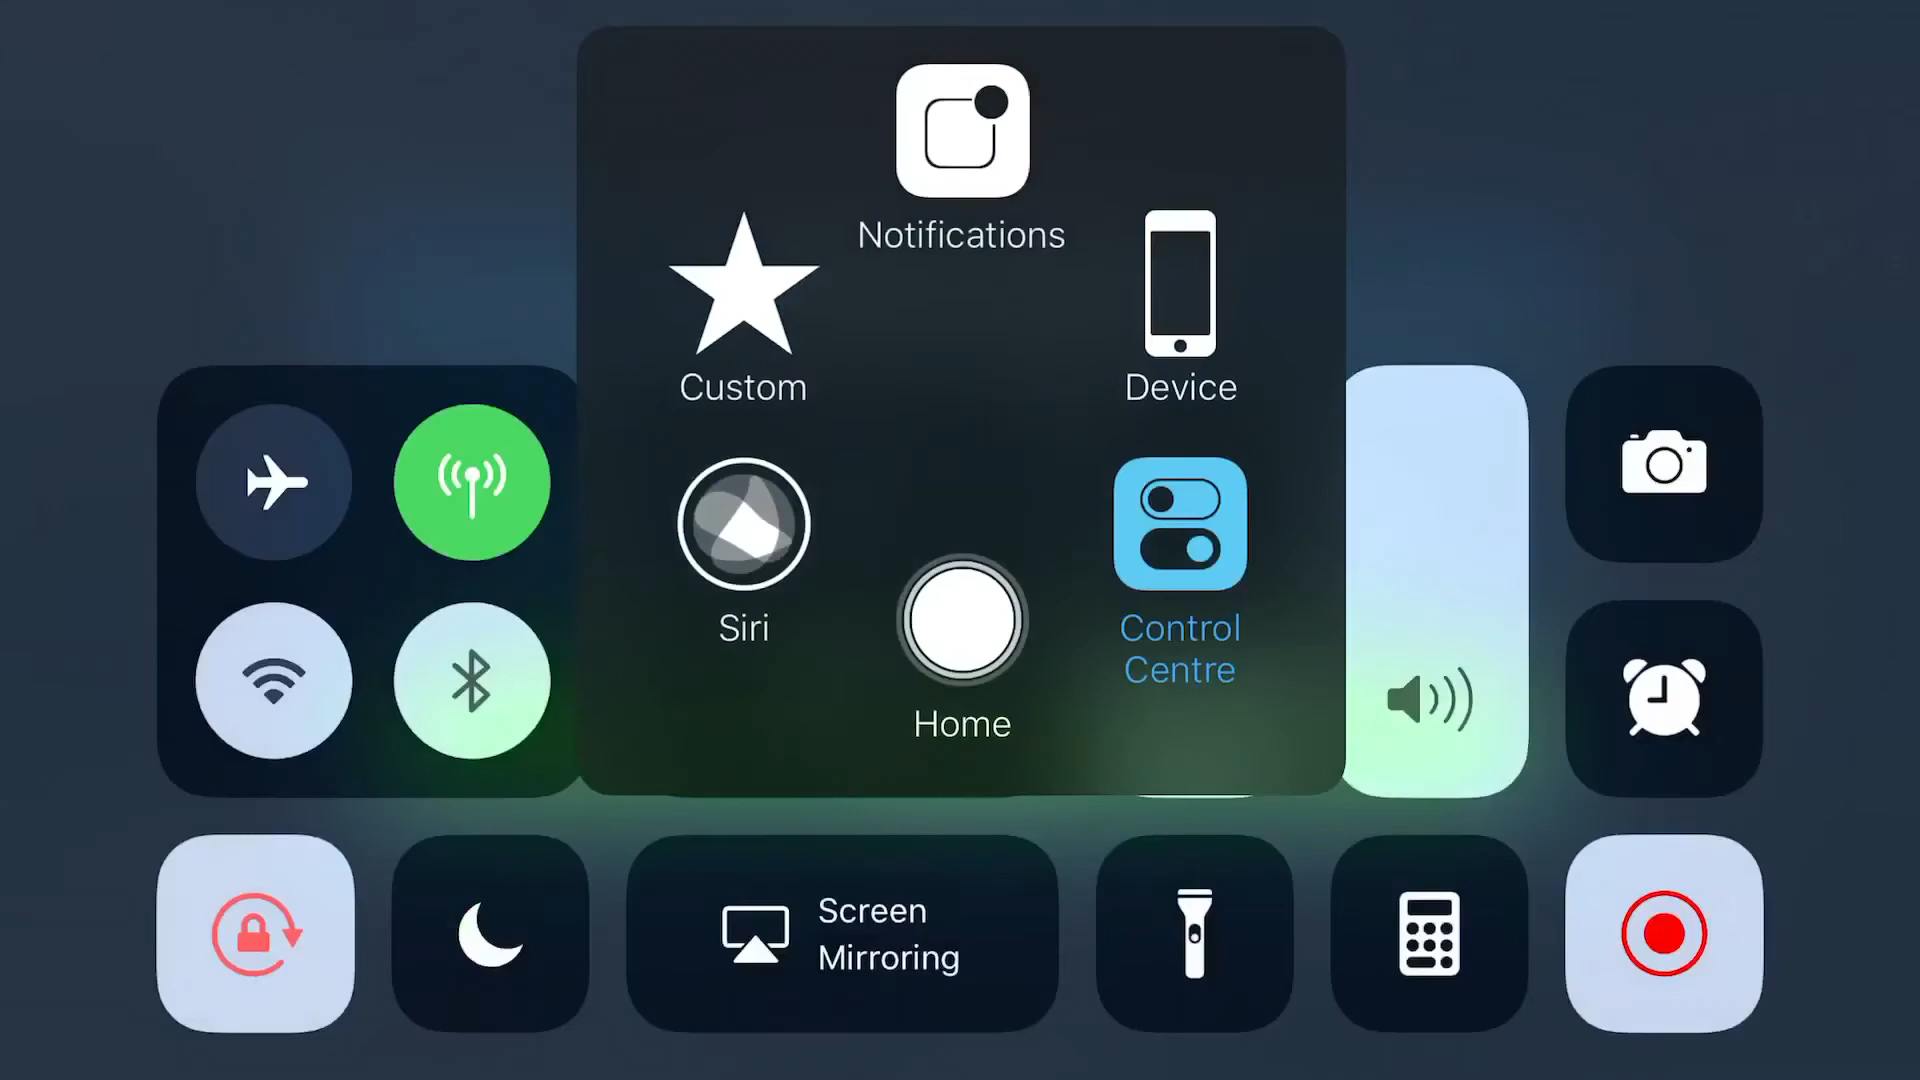 Notifications
Custom
Device
Siri
Control
Centre
Home
Screen
Mirroring